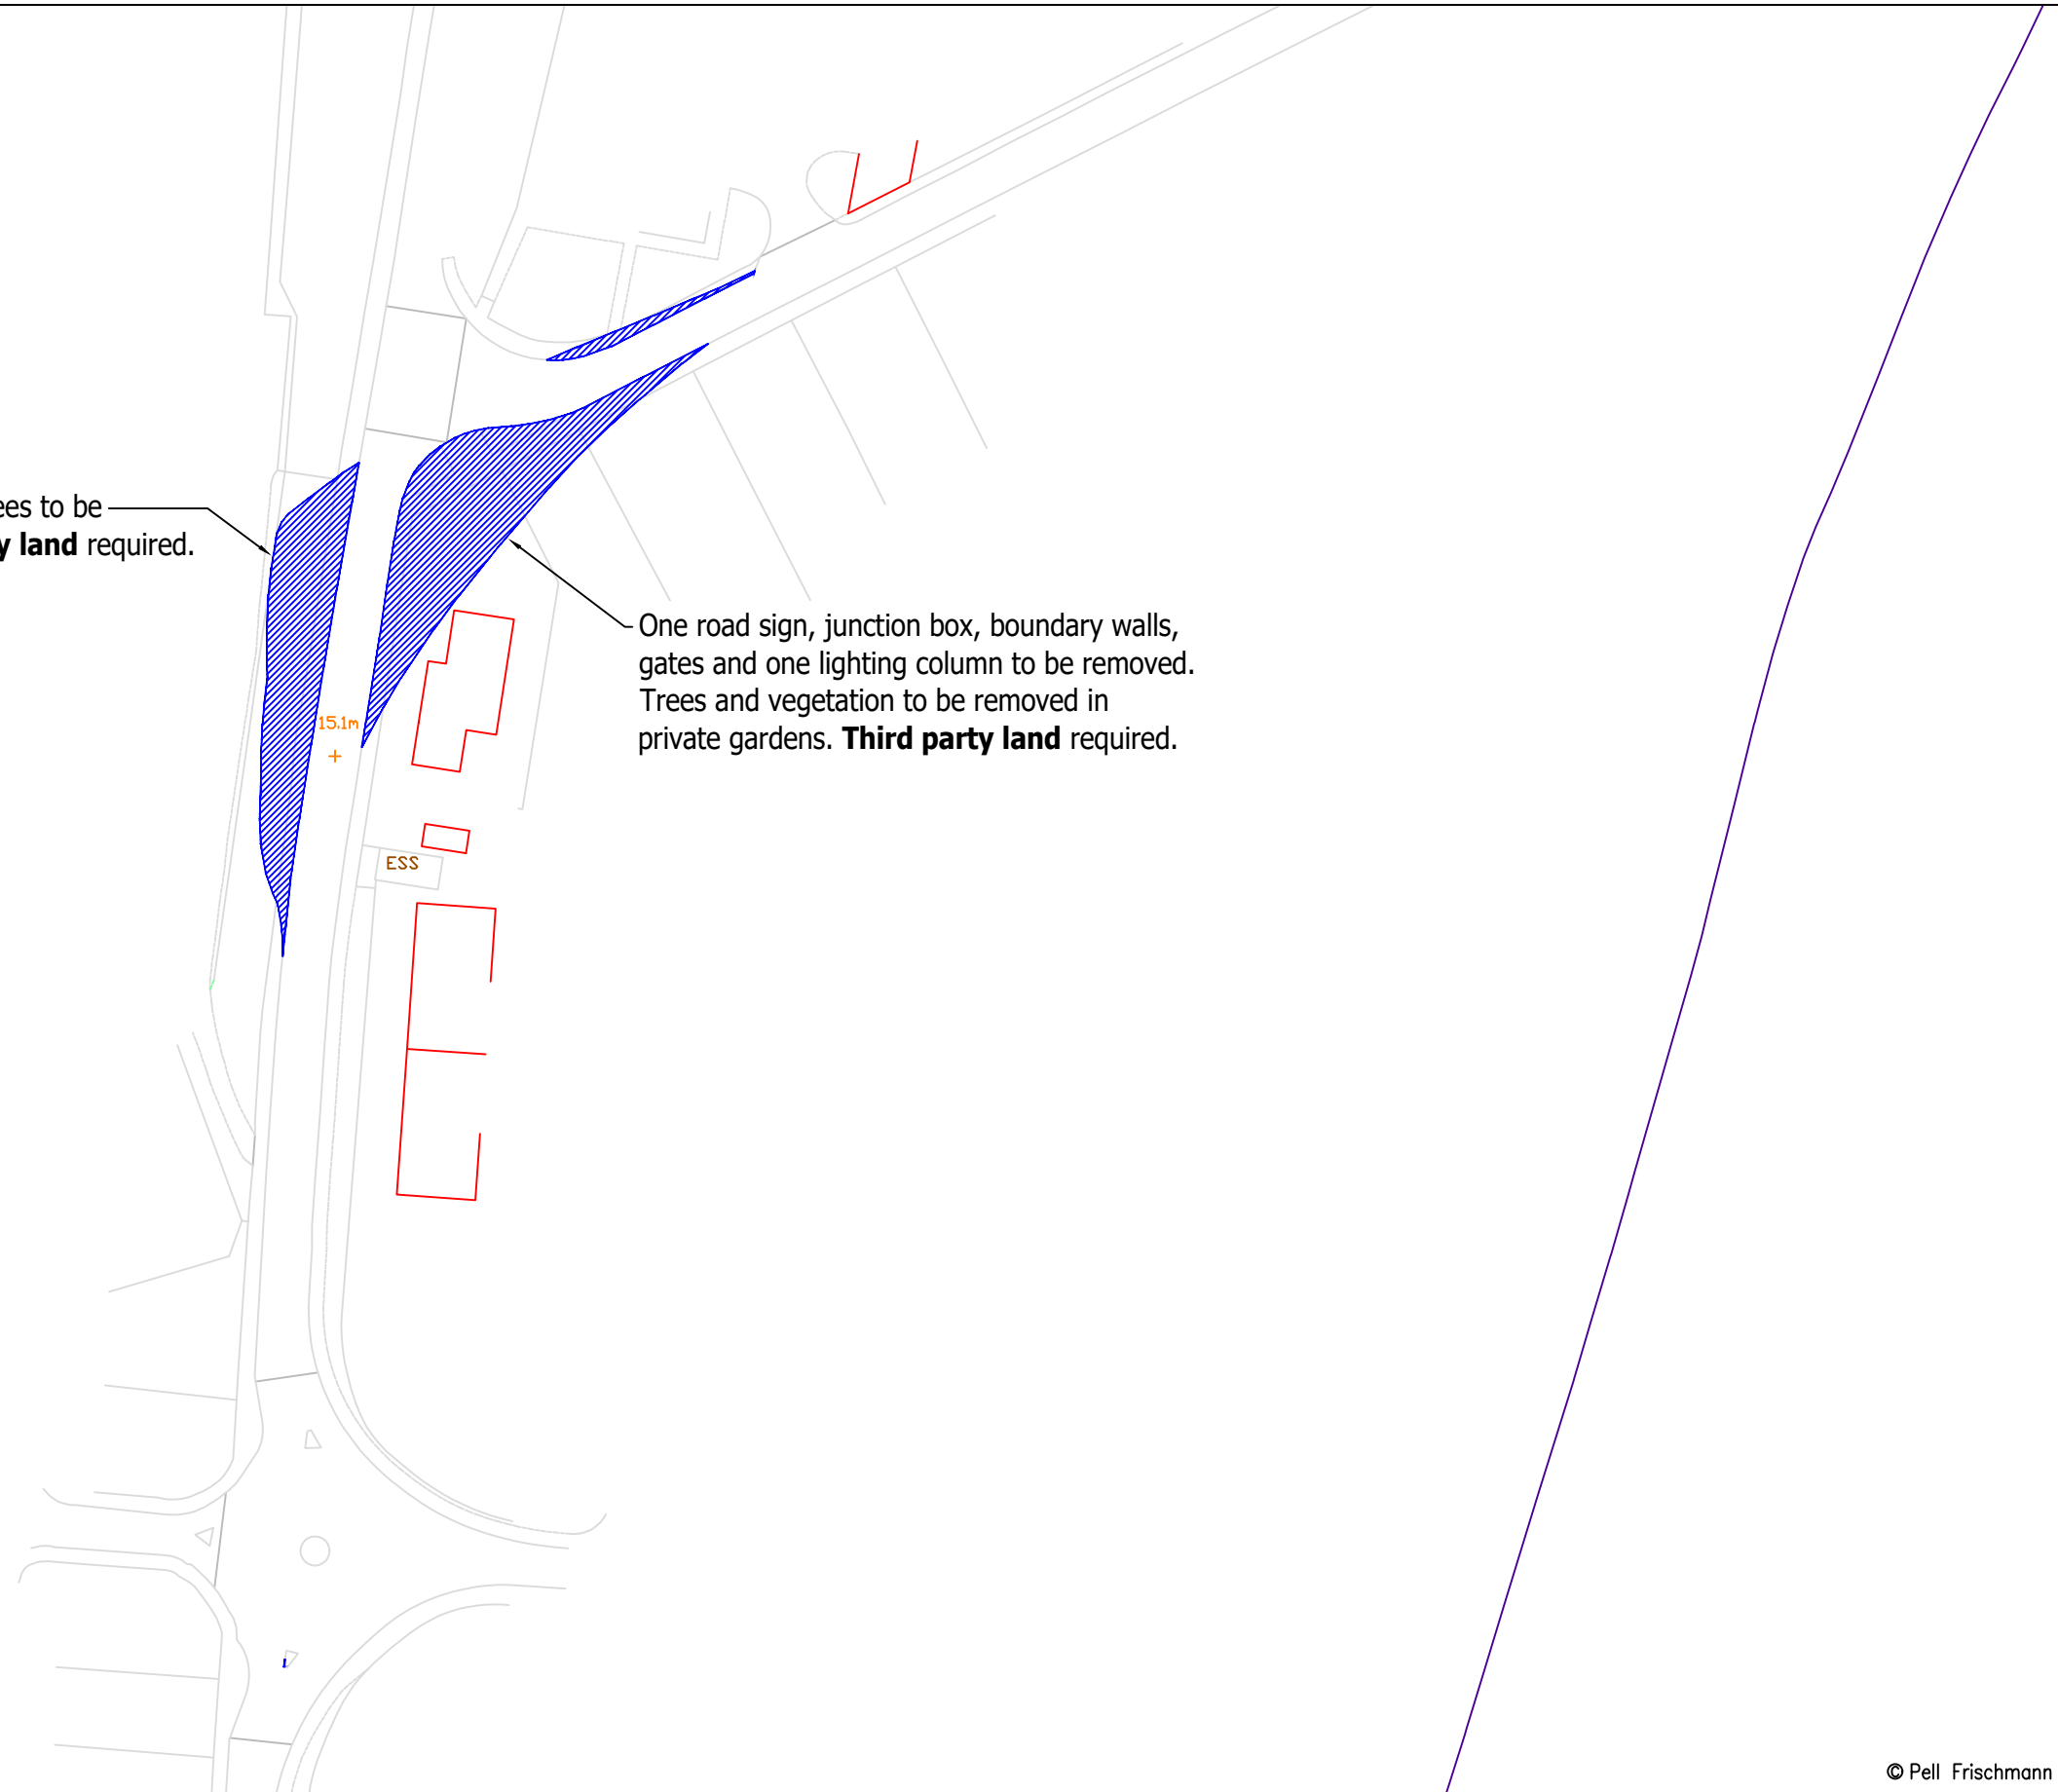 to be
land required.
One road sign, junction box, boundary walls,
gates and one lighting column to be removed.
Trees and vegetation to be removed in
private gardens. Third party land required.
15.1m
ESS
© Pell Frischmann